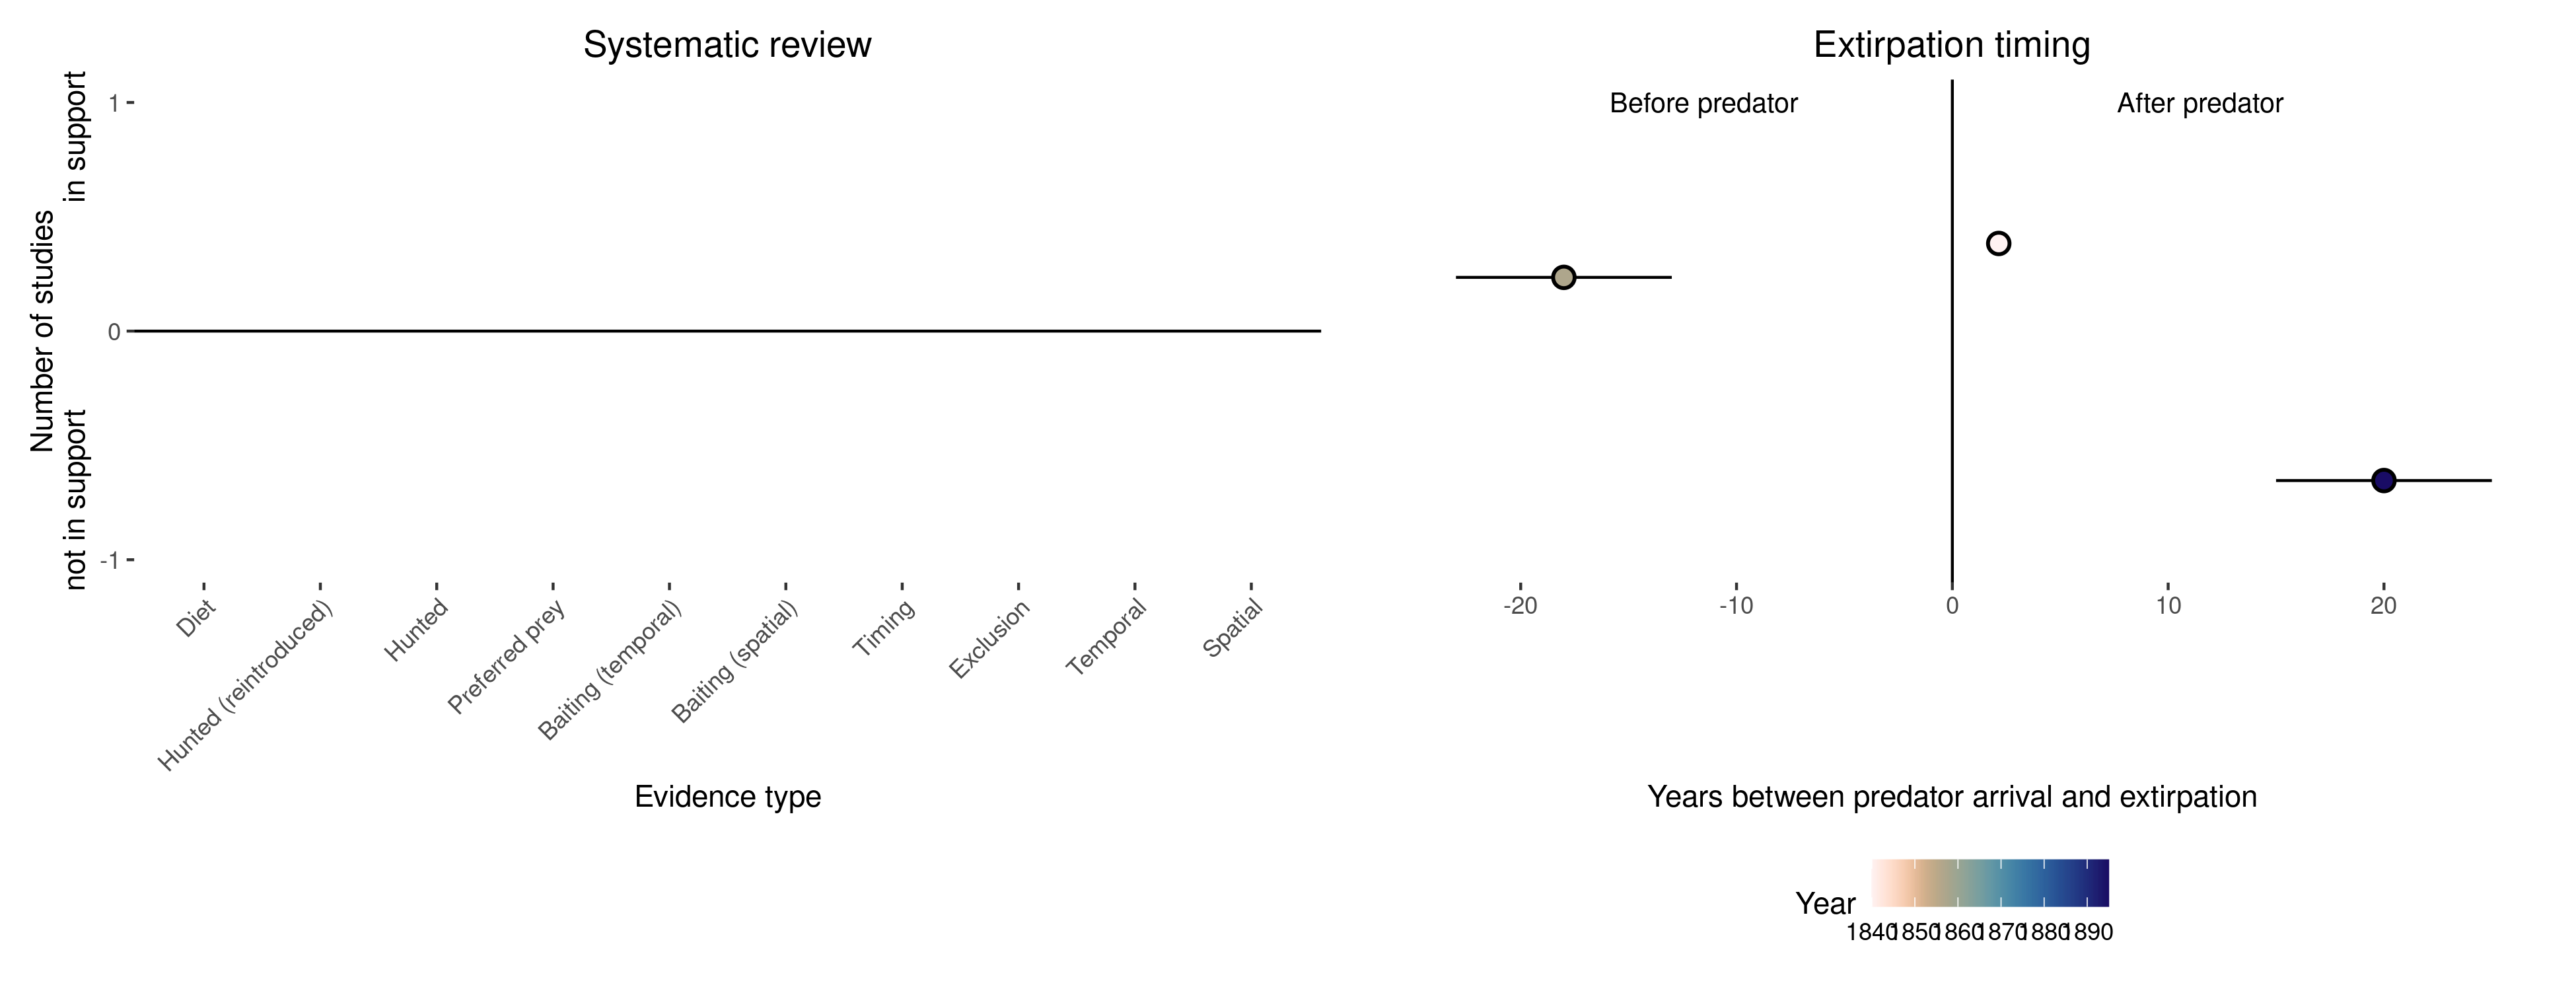 Systematic review
Number of studies
not in support in support
1
0
-1
Diet
Hunted (reintroduced)
Hunted
Preferred prey
Baiting (temporal)
Baiting (spatial)
Timing
Exclusion
Temporal
Spatial
Evidence type
Extirpation timing
Before predator
After predator
-20
-10
0
10
20
Years between predator arrival and extirpation
Year
1840
1850
1860
1870
1880
1890